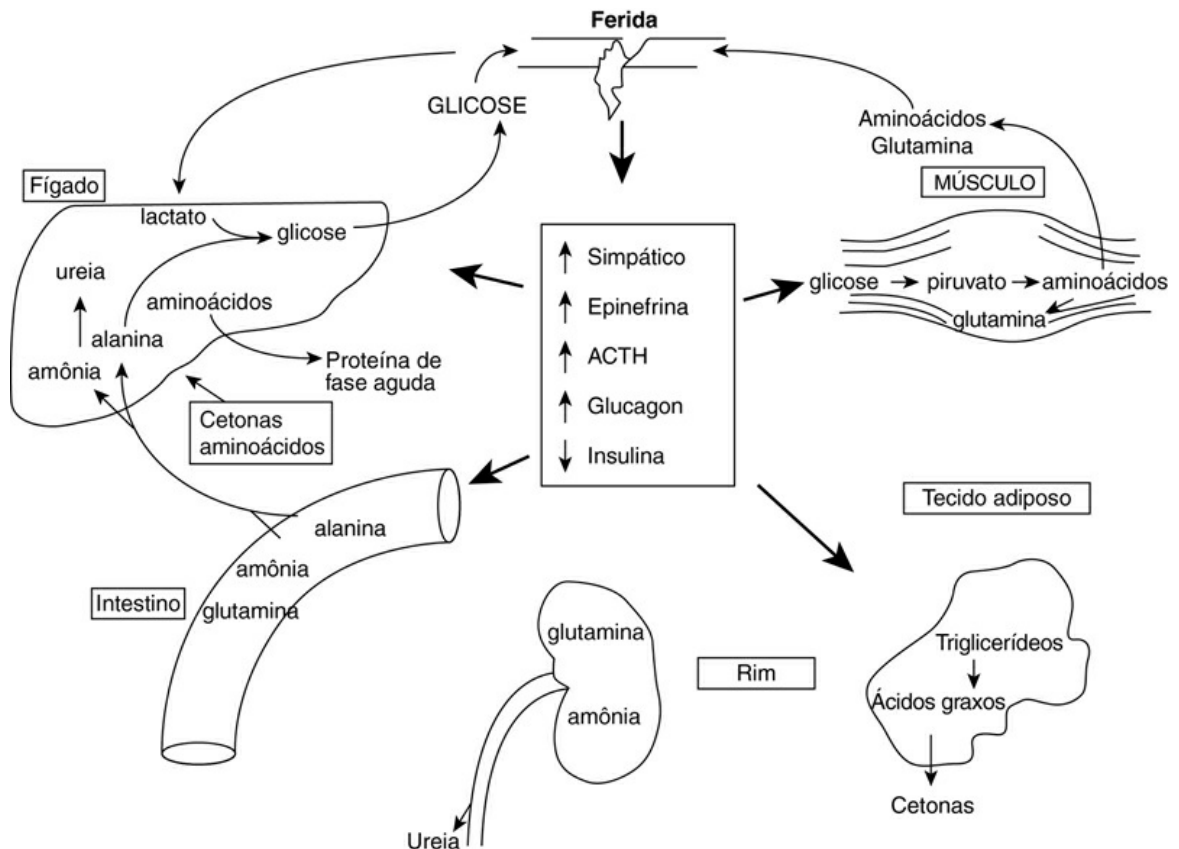 Ferida
GLICOSE
Aminoácidos
Glutamina
Fígado
MÚSCULO
lactato
glicose
ureia
aminoácidos
alanina
amônia
Proteína de
fase aguda
Cetonas
aminoácidos
Simpático
Epinefrina
ACTH
Glucagon
Insulina
glicose
piruvato
aminoácidos
glutamina
Tecido adiposo
alanina
amônia
Intestino
glutamina
glutamina
Rim
amônia
Ureia
Triglicerídeos
Ácidos graxos
Cetonas